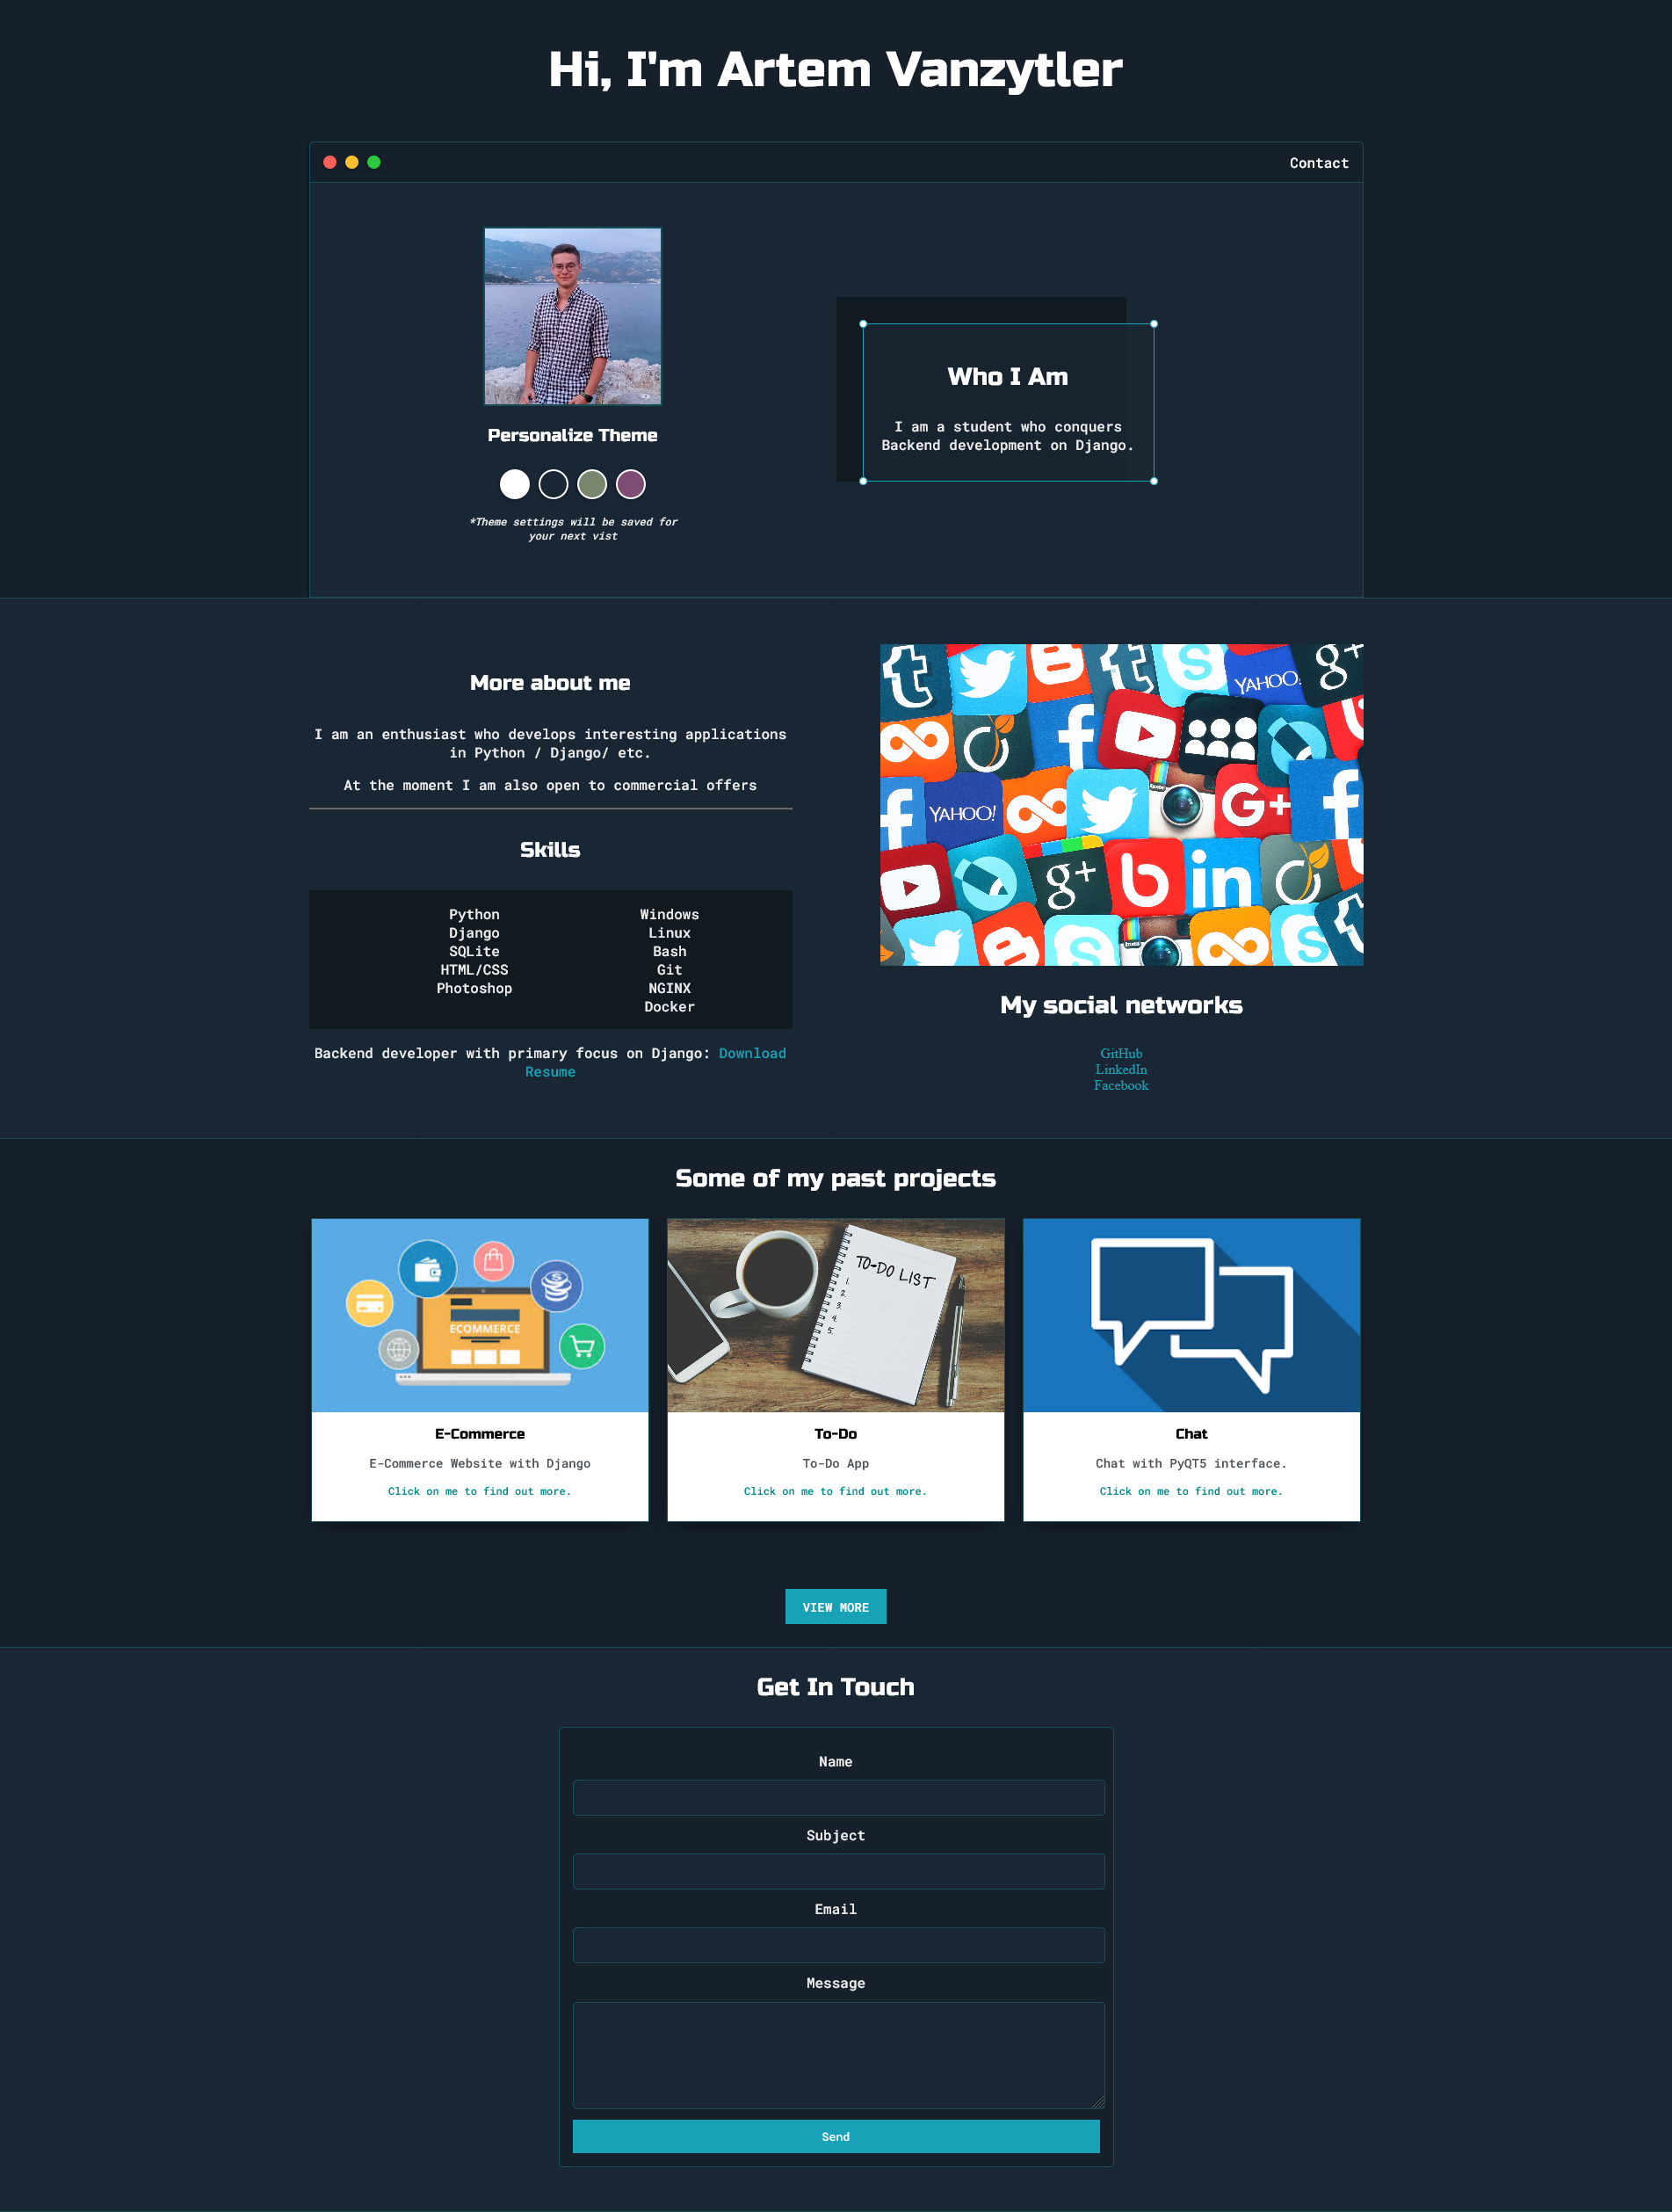 Hi, I'm Artem Vanzytler
Contact
Personalize Theme
*Theme settings will be saved for
your next vist
Who I Am
I am a student who conquers
Backend development on Django.
More about me
I am an enthusiast who develops interesting applications
in Python / Django/ etc.
At the moment I am also open to commercial offers
Skills
Python
Django
SQLite
HTML/CSS
Photoshop
Windows
Linux
Bash
Git
NGINX
Docker
Backend developer with primary focus on Django: Download
Resume
YAHOO!
g+
YAHOO!
G+
g+
in
Insta
My social networks
GitHub
LinkedIn
Facebook
Some of my past projects
ECOMMERCE
E-Commerce
E-Commerce Website with Django
Click on me to find out more.
TO-DO LIST
1.
2.
3.
4.
5.
To-Do
To-Do App
Click on me to find out more.
Chat
Chat with PyQT5 interface.
Click on me to find out more.
VIEW MORE
Get In Touch
Name
Subject
Email
Message
Send